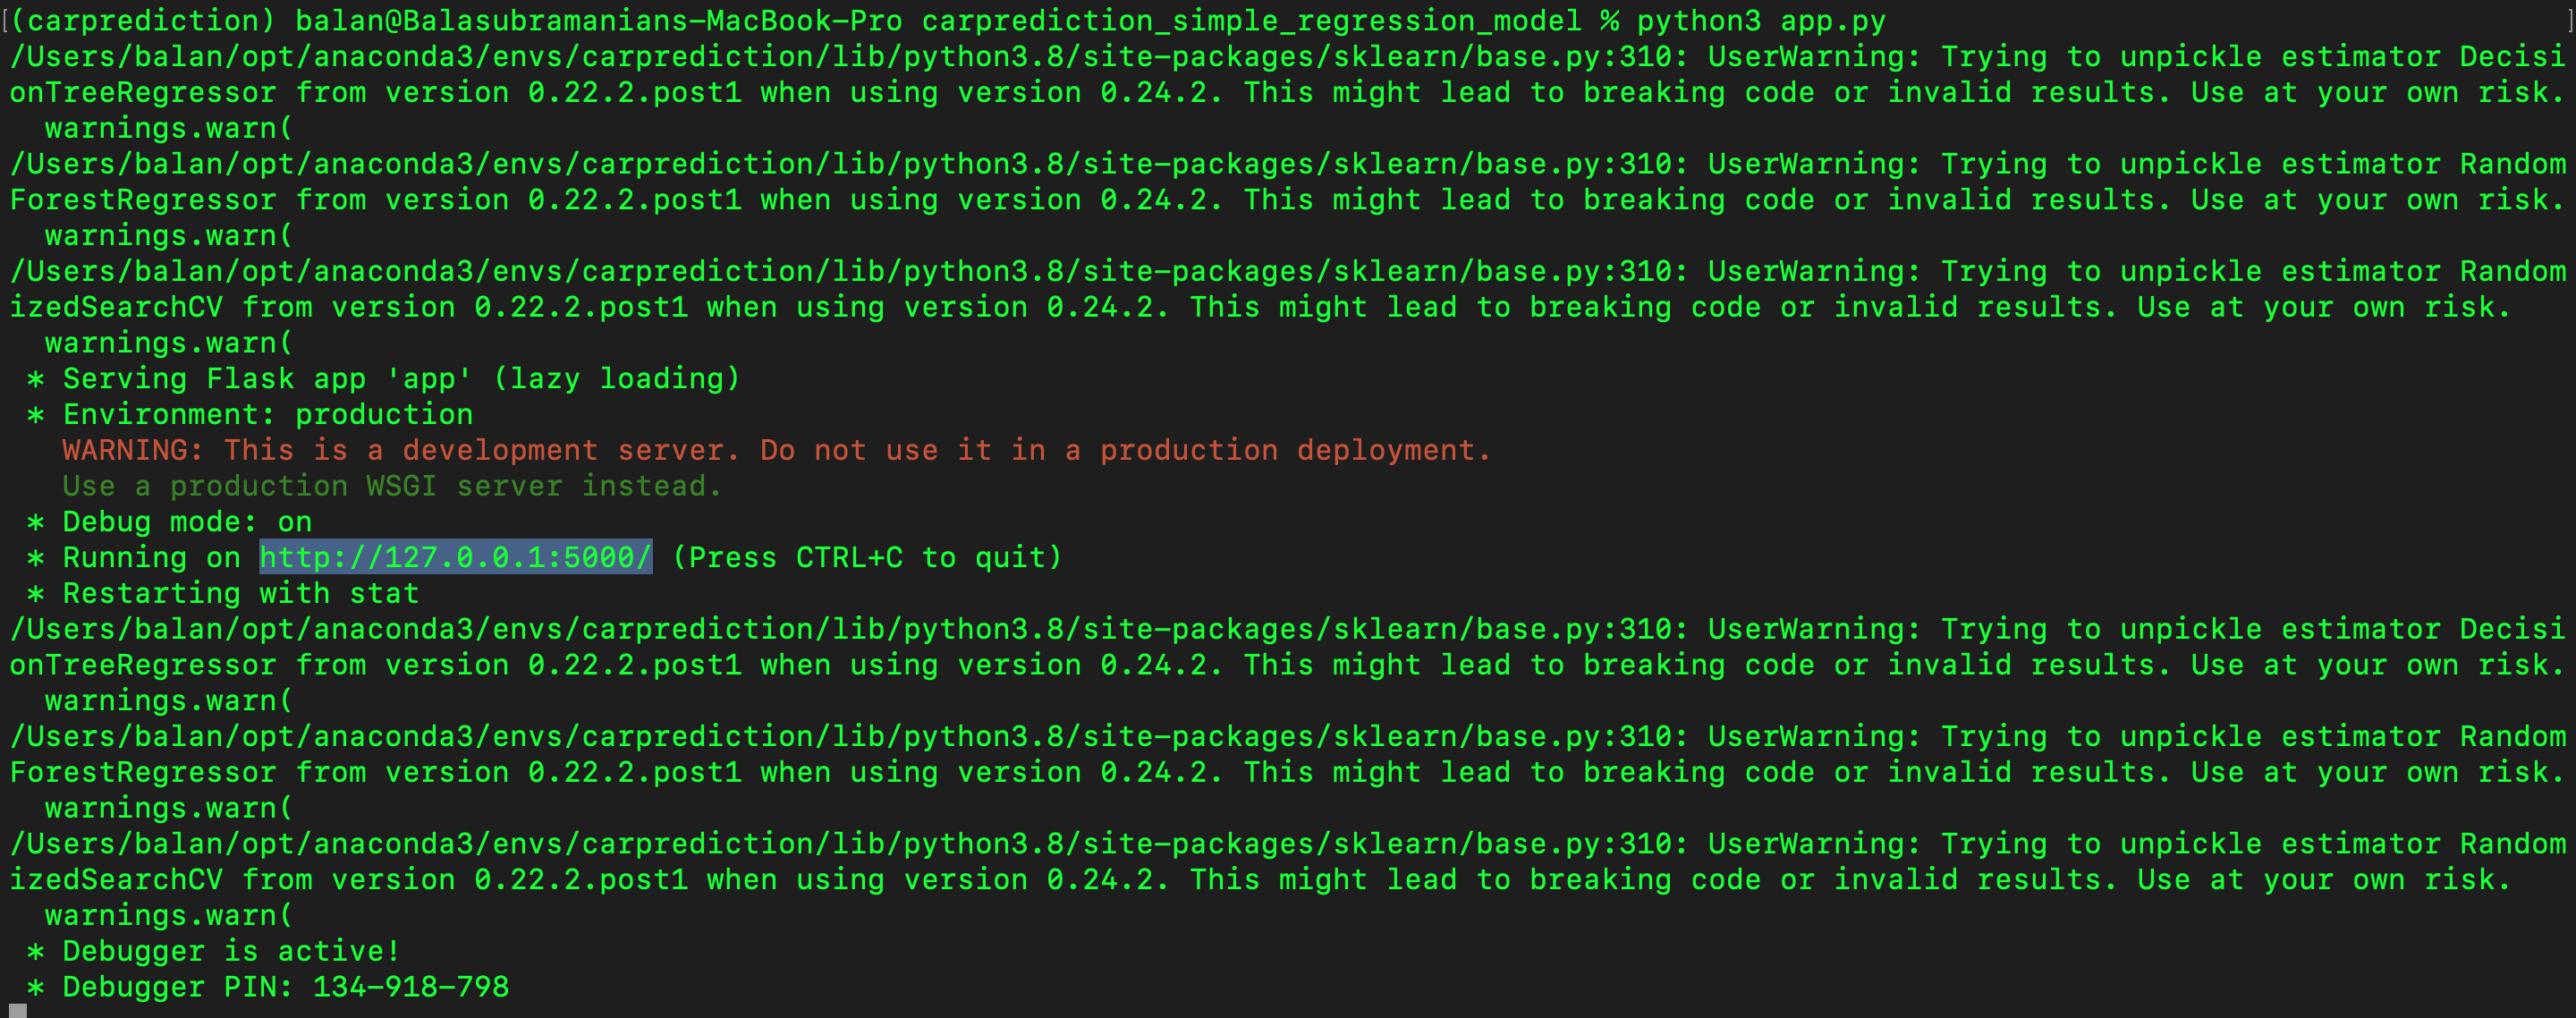 [(carprediction) balan@Balasubramanians-MacBook-Pro carprediction_simple_regression_model % python3 app.py ]
/Users/balan/opt/anaconda3/envs/carprediction/lib/python3.8/site-packages/sklearn/base.py:310: UserWarning: Trying to unpickle estimator Decisi
onTreeRegressor from version 0.22.2.post1 when using version 0.24.2. This might lead to breaking code or invalid results. Use at your own risk.
  warnings.warn(
/Users/balan/opt/anaconda3/envs/carprediction/lib/python3.8/site-packages/sklearn/base.py:310: UserWarning: Trying to unpickle estimator Random
ForestRegressor from version 0.22.2.post1 when using version 0.24.2. This might lead to breaking code or invalid results. Use at your own risk.
  warnings.warn(
/Users/balan/opt/anaconda3/envs/carprediction/lib/python3.8/site-packages/sklearn/base.py:310: UserWarning: Trying to unpickle estimator Random
izedSearchCV from version 0.22.2.post1 when using version 0.24.2. This might lead to breaking code or invalid results. Use at your own risk.
  warnings.warn(
 * Serving Flask app 'app' (lazy loading)
 * Environment: production
   WARNING: This is a development server. Do not use it in a production deployment.
   Use a production WSGI server instead.
 * Debug mode: on
 * Running on http://127.0.0.1:5000/ (Press CTRL+C to quit)
 * Restarting with stat
/Users/balan/opt/anaconda3/envs/carprediction/lib/python3.8/site-packages/sklearn/base.py:310: UserWarning: Trying to unpickle estimator Decisi
onTreeRegressor from version 0.22.2.post1 when using version 0.24.2. This might lead to breaking code or invalid results. Use at your own risk.
  warnings.warn(
/Users/balan/opt/anaconda3/envs/carprediction/lib/python3.8/site-packages/sklearn/base.py:310: UserWarning: Trying to unpickle estimator Random
ForestRegressor from version 0.22.2.post1 when using version 0.24.2. This might lead to breaking code or invalid results. Use at your own risk.
  warnings.warn(
/Users/balan/opt/anaconda3/envs/carprediction/lib/python3.8/site-packages/sklearn/base.py:310: UserWarning: Trying to unpickle estimator Random
izedSearchCV from version 0.22.2.post1 when using version 0.24.2. This might lead to breaking code or invalid results. Use at your own risk.
  warnings.warn(
 * Debugger is active!
 * Debugger PIN: 134-918-798